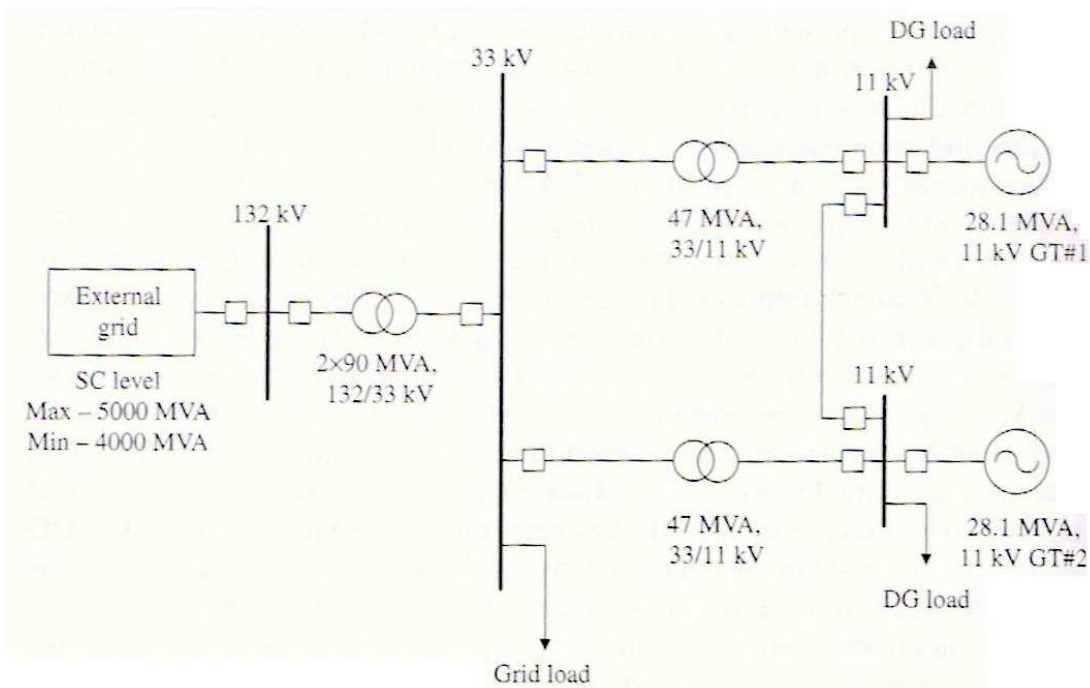 DG load
33 kV
11 kV
132 kV
47 MVA,
33/11 kV
28.1 MVA,
11 kV GT#1
External
grid
2×90 MVA,
132/33 kV
SC level
Max – 5000 MVA
Min – 4000 MVA
11 kV
47 MVA,
33/11 kV
28.1 MVA,
11 kV GT#2
DG load
Grid load